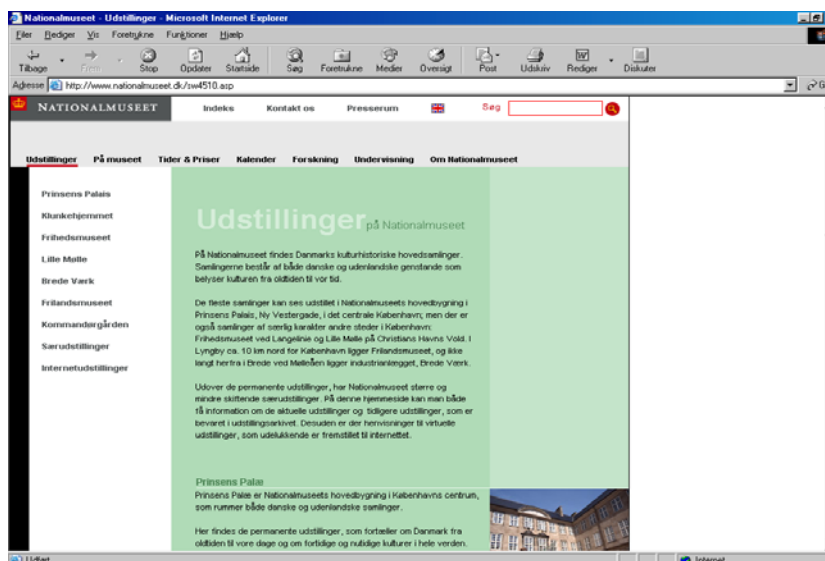 Nationalmuseet - Udstillinger - Microsoft Internet Explorer
Filer Rediger Vis Foretrukne Funktioner Hjælp
Tilbage Frem Stop Opdater Startside Søg Foretrukne Medier Oversigt Post Udskriv Rediger Diskuter
Adresse http://www.nationalmuseet.dk/sw4510.asp
NATIONALMUSEET Indeks Kontakt os Presserum Søg
Udstillinger På museet Tider & Priser Kalender Forskning Undervisning Om Nationalmuseet
Prinsens Palais
Klunkehjemmet
Frihedsmuseet
Lille Mølle
Brede Værk
Frilandsmuseet
Kommandørgården
Særudstillinger
Internetudstillinger
Udstillinger på Nationalmuseet
På Nationalmuseet findes Danmarks kulturhistoriske hovedsamlinger.
Samlingerne består af både danske og udenlandske genstande som
belyser kulturen fra oldtiden til vor tid.
De fleste samlinger kan ses udstillet i Nationalmuseets hovedbygning i
Prinsens Palais, Ny Vestergade, i det centrale København; men der er
også samlinger af særlig karakter andre steder i København:
Frihedsmuseet ved Langelinie og Lille Mølle på Christians Havns Vold. I
Lyngby ca. 10 km nord for København ligger Frilandsmuseet, og ikke
langt herfra i Brede ved Mølleåen ligger industrianlægget, Brede Værk.
Udover de permanente udstillinger, har Nationalmuseet større og
mindre skiftende særudstillinger. På denne hjemmeside kan man både
få information om de aktuelle udstillinger og tidligere udstillinger, som er
bevaret i udstillingsarkivet. Desuden er der henvisninger til virtuelle
udstillinger, som udelukkende er fremstillet til internettet.
Prinsens Palæ
Prinsens Palæ er Nationalmuseets hovedbygning i Københavns centrum,
som rummer både danske og udenlandske samlinger.
Her findes de permanente udstillinger, som fortæller om Danmark fra
oldtiden til vore dage og om fortidige og nutidige kulturer i hele verden.
Udført Internet